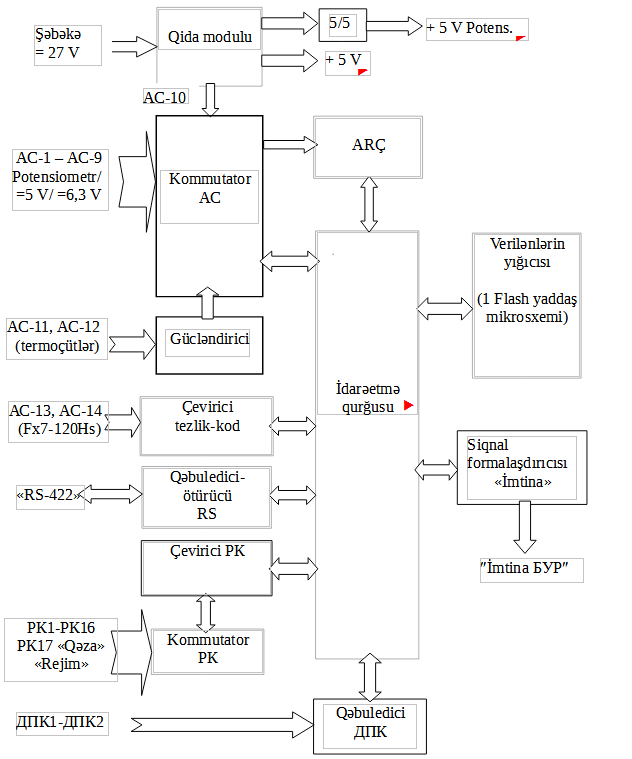 Şəbəkə
= 27 V
Qida modulu
5/5
+ 5 V Potens.
+ 5 V
AC-10
AC-1 – AC-9
Potensiometr/
=5 V/ =6,3 V
Kommutator
AC
ARÇ
Verilənlərin
yığıcısı
(1 Flash yaddaş
mikrosxemi)
AC-11, AC-12
(termoçütlər)
Gücləndirici
İdarəetmə
qurğusu
AC-13, AC-14
(Fx7-120Hs)
Çevirici
tezlik-kod
Siqnal
formalaşdırıcısı
«İmtina»
«RS-422»
Qəbuledici-
ötürücü
RS
Çevirici PK
″İmtina БУР″
PK1-PK16
PK17 «Qəza»
«Rejim»
Kommutator
PK
ДПК1-ДПК2
Qəbuledici
ДПК